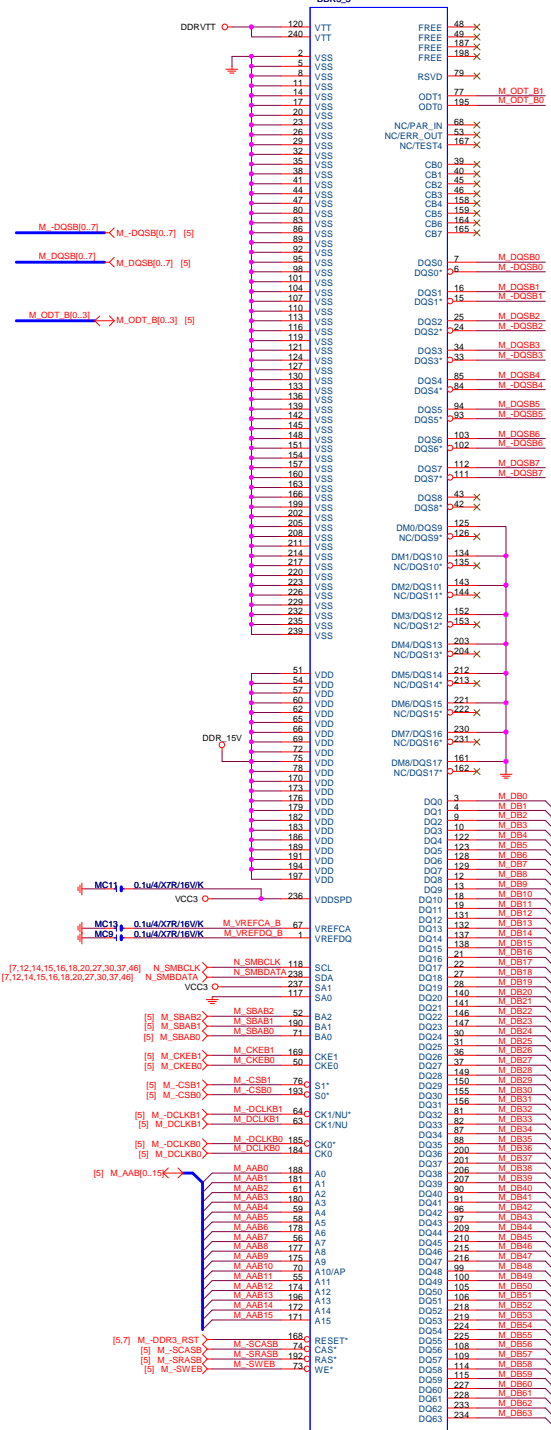 DDRVTT 120 VTT
240 VTT
2 VSS
5 VSS
8 VSS
11 VSS
14 VSS
17 VSS
20 VSS
23 VSS
26 VSS
29 VSS
32 VSS
35 VSS
38 VSS
41 VSS
44 VSS
47 VSS
80 VSS
83 VSS
86 VSS
89 VSS
92 VSS
95 VSS
98 VSS
101 VSS
104 VSS
107 VSS
110 VSS
113 VSS
116 VSS
119 VSS
121 VSS
124 VSS
127 VSS
130 VSS
133 VSS
136 VSS
139 VSS
142 VSS
145 VSS
148 VSS
151 VSS
154 VSS
157 VSS
160 VSS
163 VSS
166 VSS
199 VSS
202 VSS
205 VSS
208 VSS
211 VSS
214 VSS
217 VSS
220 VSS
223 VSS
226 VSS
229 VSS
232 VSS
235 VSS
239 VSS
M_-DQSB[0..7] M_-DQSB[0..7] [5]
M_DQSB[0..7] M_DQSB[0..7] [5]
M_ODT_B[0..3] M_ODT_B[0..3] [5]
DDR_15V
51 VDD
54 VDD
57 VDD
60 VDD
62 VDD
65 VDD
66 VDD
69 VDD
72 VDD
75 VDD
78 VDD
170 VDD
173 VDD
176 VDD
179 VDD
182 VDD
183 VDD
186 VDD
189 VDD
191 VDD
194 VDD
197 VDD
MC11 0.1u/4/X7R/16V/K
VCC3 236 VDDSPD
MC13 0.1u/4/X7R/16V/K M_VREFCA_B 67 VREFCA
MC9 0.1u/4/X7R/16V/K M_VREFDQ_B 1 VREFDQ
[7,12,14,15,16,18,20,27,30,37,46] N_SMBCLK N_SMBCLK 118 SCL
[7,12,14,15,16,18,20,27,30,37,46] N_SMBDATA N_SMBDATA 238 SDA
VCC3 237 SA1
117 SA0
[5] M_SBAB2 M_SBAB2 52 BA2
[5] M_SBAB1 M_SBAB1 190 BA1
[5] M_SBAB0 M_SBAB0 71 BA0
[5] M_CKEB1 M_CKEB1 169 CKE1
[5] M_CKEB0 M_CKEB0 50 CKE0
[5] M_-CSB1 M_-CSB1 76 S1*
[5] M_-CSB0 M_-CSB0 193 S0*
[5] M_-DCLKB1 M_-DCLKB1 64 CK1/NU*
[5] M_DCLKB1 M_DCLKB1 63 CK1/NU
[5] M_-DCLKB0 M_-DCLKB0 185 CK0*
[5] M_DCLKB0 M_DCLKB0 184 CK0
[5] M_AAB[0..15] M_AAB0 188 A0
M_AAB1 181 A1
M_AAB2 61 A2
M_AAB3 180 A3
M_AAB4 59 A4
M_AAB5 58 A5
M_AAB6 178 A6
M_AAB7 56 A7
M_AAB8 177 A8
M_AAB9 175 A9
M_AAB10 70 A10/AP
M_AAB11 55 A11
M_AAB12 174 A12
M_AAB13 196 A13
M_AAB14 172 A14
M_AAB15 171 A15
[5,7] M_-DDR3_RST 168 RESET*
[5] M_-SCASB M_-SCASB 74 CAS*
[5] M_-SRASB M_-SRASB 192 RAS*
[5] M_-SWEB M_-SWEB 73 WE*
FREE 48
FREE 49
FREE 187
FREE 198
RSVD 79
ODT1 77 M_ODT_B1
ODT0 195 M_ODT_B0
NC/PAR_IN 68
NC/ERR_OUT 53
NC/TEST4 167
CB0 39
CB1 40
CB2 45
CB3 46
CB4 158
CB5 159
CB6 164
CB7 165
DQS0 7 M_DQSB0
DQS0* 6 M_-DQSB0
DQS1 16 M_DQSB1
DQS1* 15 M_-DQSB1
DQS2 25 M_DQSB2
DQS2* 24 M_-DQSB2
DQS3 34 M_DQSB3
DQS3* 33 M_-DQSB3
DQS4 85 M_DQSB4
DQS4* 84 M_-DQSB4
DQS5 94 M_DQSB5
DQS5* 93 M_-DQSB5
DQS6 103 M_DQSB6
DQS6* 102 M_-DQSB6
DQS7 112 M_DQSB7
DQS7* 111 M_-DQSB7
DQS8 43
DQS8* 42
DM0/DQS9 125
NC/DQS9* 126
DM1/DQS10 134
NC/DQS10* 135
DM2/DQS11 143
NC/DQS11* 144
DM3/DQS12 152
NC/DQS12* 153
DM4/DQS13 203
NC/DQS13* 204
DM5/DQS14 212
NC/DQS14* 213
DM6/DQS15 221
NC/DQS15* 222
DM7/DQS16 230
NC/DQS16* 231
DM8/DQS17 161
NC/DQS17* 162
DQ0 3 M_DB0
DQ1 4 M_DB1
DQ2 9 M_DB2
DQ3 10 M_DB3
DQ4 122 M_DB4
DQ5 123 M_DB5
DQ6 128 M_DB6
DQ7 129 M_DB7
DQ8 12 M_DB8
DQ9 13 M_DB9
DQ10 18 M_DB10
DQ11 19 M_DB11
DQ12 131 M_DB12
DQ13 132 M_DB13
DQ14 137 M_DB14
DQ15 138 M_DB15
DQ16 21 M_DB16
DQ17 22 M_DB17
DQ18 27 M_DB18
DQ19 28 M_DB19
DQ20 140 M_DB20
DQ21 141 M_DB21
DQ22 146 M_DB22
DQ23 147 M_DB23
DQ24 30 M_DB24
DQ25 31 M_DB25
DQ26 36 M_DB26
DQ27 37 M_DB27
DQ28 149 M_DB28
DQ29 150 M_DB29
DQ30 155 M_DB30
DQ31 156 M_DB31
DQ32 81 M_DB32
DQ33 82 M_DB33
DQ34 87 M_DB34
DQ35 88 M_DB35
DQ36 200 M_DB36
DQ37 201 M_DB37
DQ38 206 M_DB38
DQ39 207 M_DB39
DQ40 90 M_DB40
DQ41 91 M_DB41
DQ42 96 M_DB42
DQ43 97 M_DB43
DQ44 209 M_DB44
DQ45 210 M_DB45
DQ46 215 M_DB46
DQ47 216 M_DB47
DQ48 99 M_DB48
DQ49 100 M_DB49
DQ50 105 M_DB50
DQ51 106 M_DB51
DQ52 218 M_DB52
DQ53 219 M_DB53
DQ54 224 M_DB54
DQ55 225 M_DB55
DQ56 108 M_DB56
DQ57 109 M_DB57
DQ58 114 M_DB58
DQ59 115 M_DB59
DQ60 227 M_DB60
DQ61 228 M_DB61
DQ62 233 M_DB62
DQ63 234 M_DB63